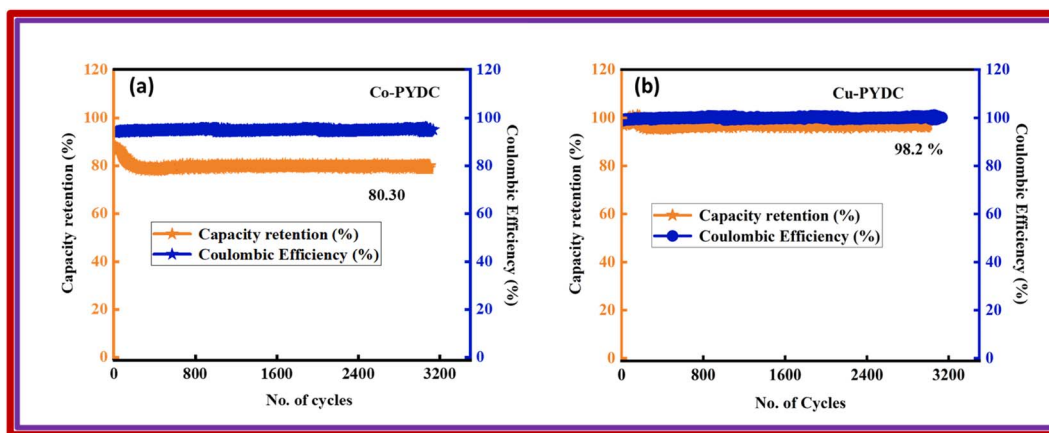 (a)
Co-PYDC
120
100
80
60
40
20
0
Capacity retention (%)
80.30
Capacity retention (%)
Coulombic Efficiency (%)
0
800
1600
2400
3200
No. of cycles
120
100
80
60
40
20
0
Coulombic Efficiency (%)
(b)
Cu-PYDC
120
100
80
60
40
20
0
Capacity retention (%)
98.2 %
Capacity retention (%)
Coulombic Efficiency (%)
0
800
1600
2400
3200
No. of Cycles
120
100
80
60
40
20
0
Coulombic Efficiency (%)